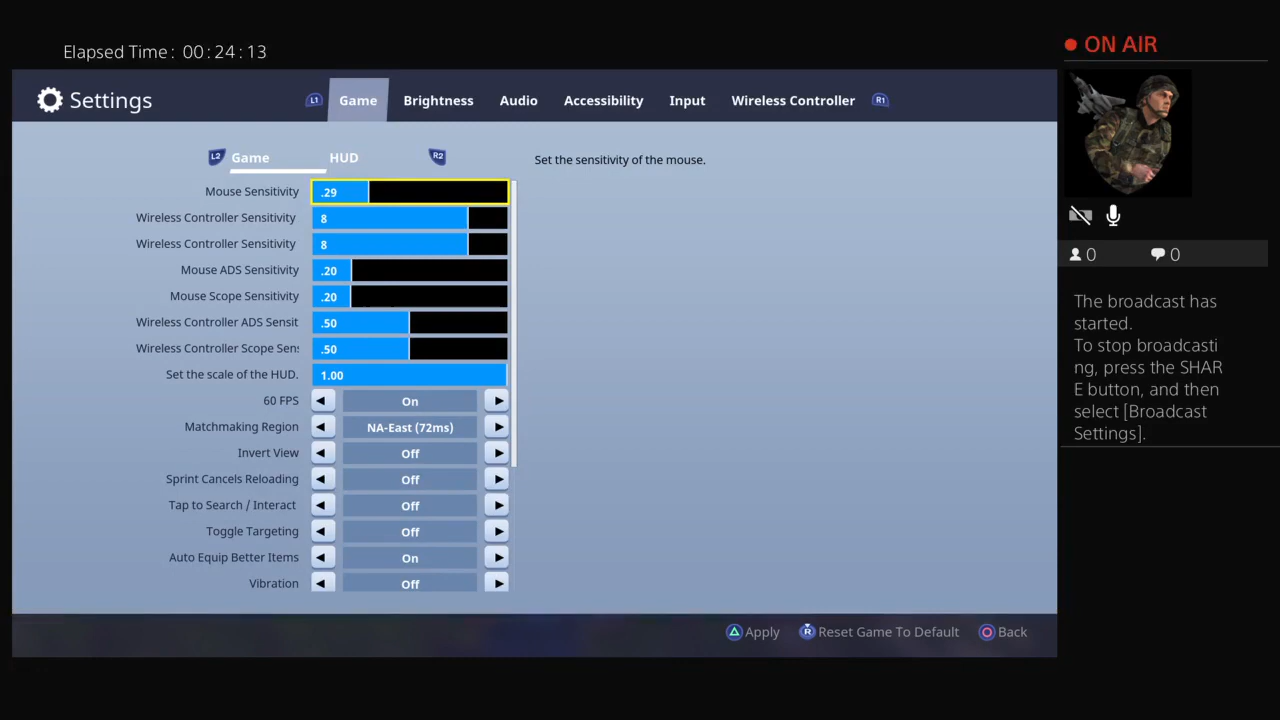 Elapsed Time: 00:24:13
ON AIR
Settings
L1
Game
Brightness
Audio
Accessibility
Input
Wireless Controller
R1
L2
Game
HUD
R2
Set the sensitivity of the mouse.
Mouse Sensitivity .29
Wireless Controller Sensitivity 8
Wireless Controller Sensitivity 8
Mouse ADS Sensitivity .20
Mouse Scope Sensitivity .20
Wireless Controller ADS Sensit .50
Wireless Controller Scope Sens .50
Set the scale of the HUD. 1.00
60 FPS On
Matchmaking Region NA-East (72ms)
Invert View Off
Sprint Cancels Reloading Off
Tap to Search / Interact Off
Toggle Targeting Off
Auto Equip Better Items On
Vibration Off
Apply
R Reset Game To Default
Back
0 0
The broadcast has
started.
To stop broadcasti
ng, press the SHAR
E button, and then
select [Broadcast
Settings].